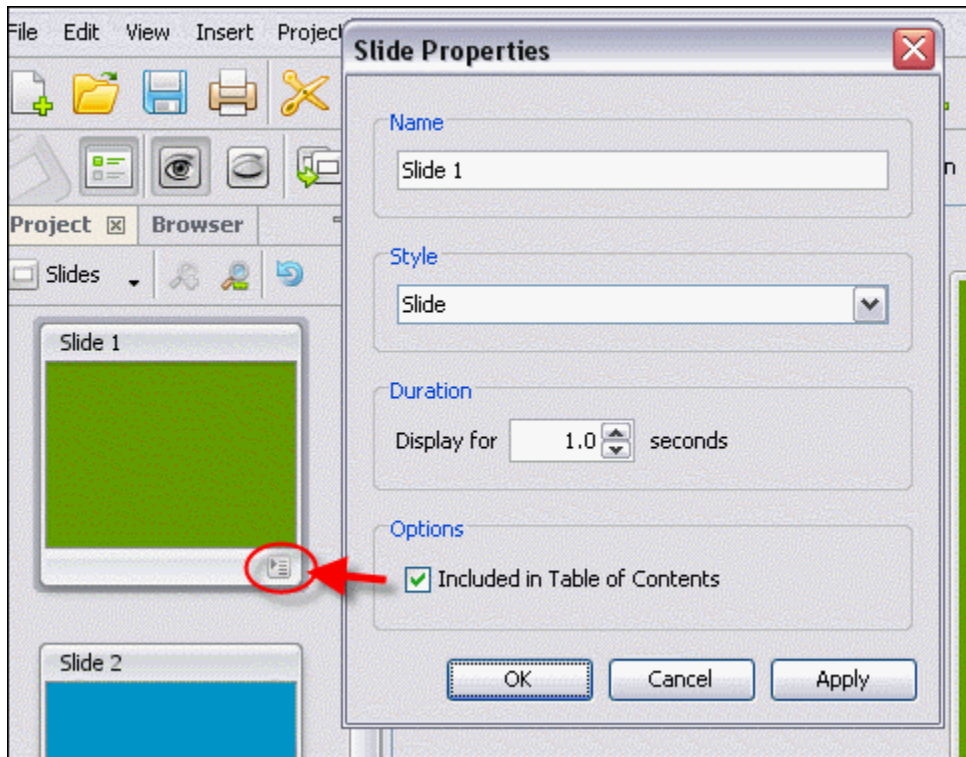 File Edit View Insert Project
Slide Properties
Name
Slide 1
n
Project Browser
Style
Slides
Slide
Slide 1
Duration
Display for 1.0 seconds
Options
Included in Table of Contents
Slide 2
OK Cancel Apply